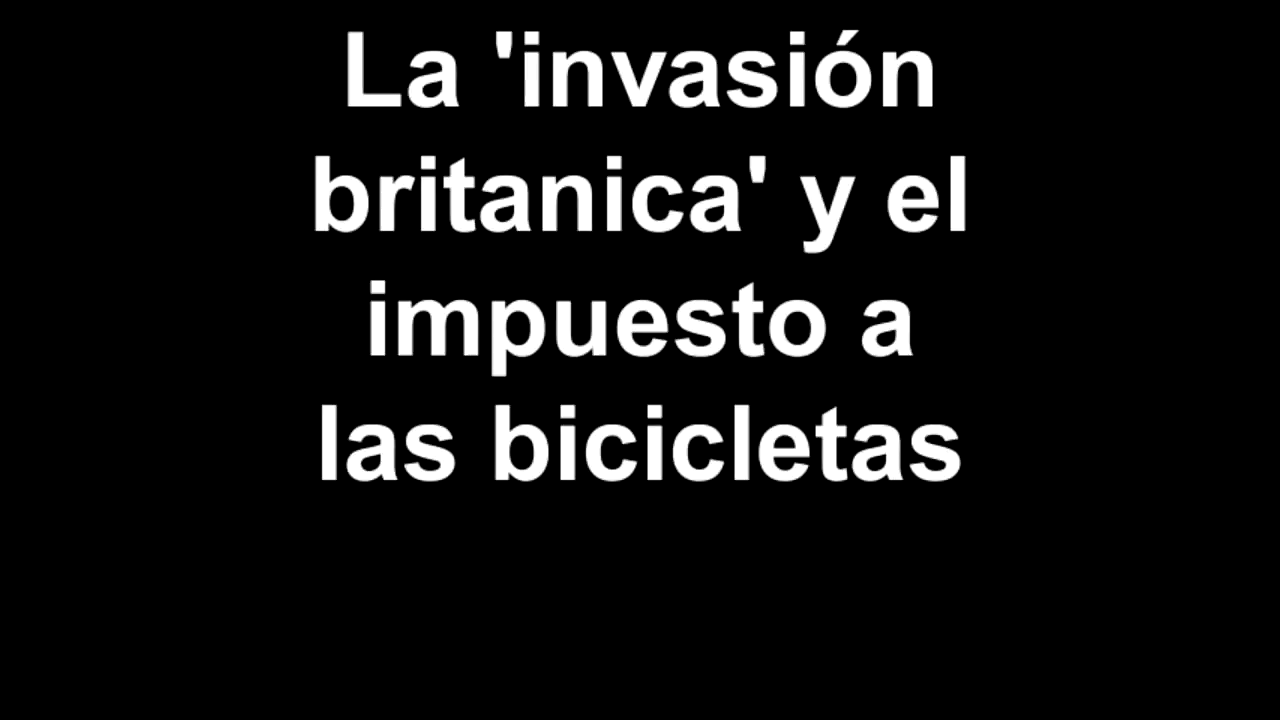 La 'invasión
britanica' y el
impuesto a
las bicicletas